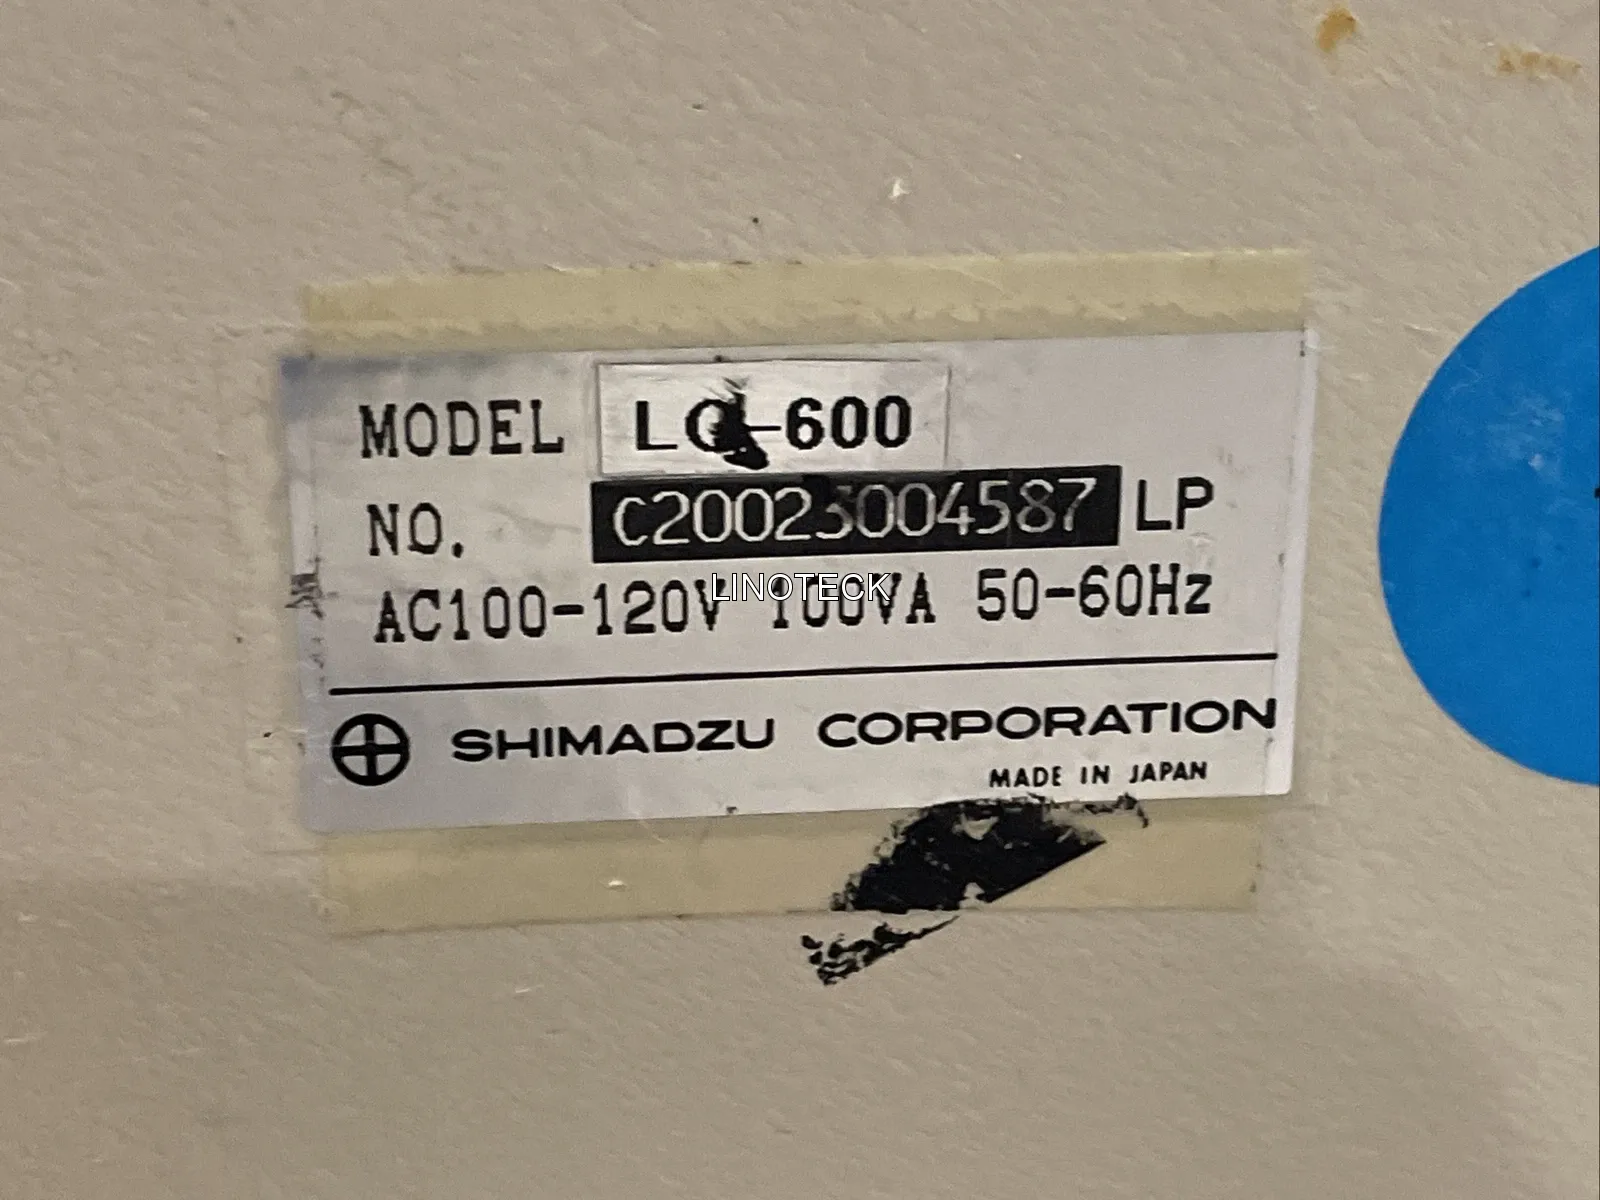 MODEL LC-600
NO. C20023004587 LP
AC100-120V 100VA 50-60Hz
LINOTECK
SHIMADZU CORPORATION
MADE IN JAPAN